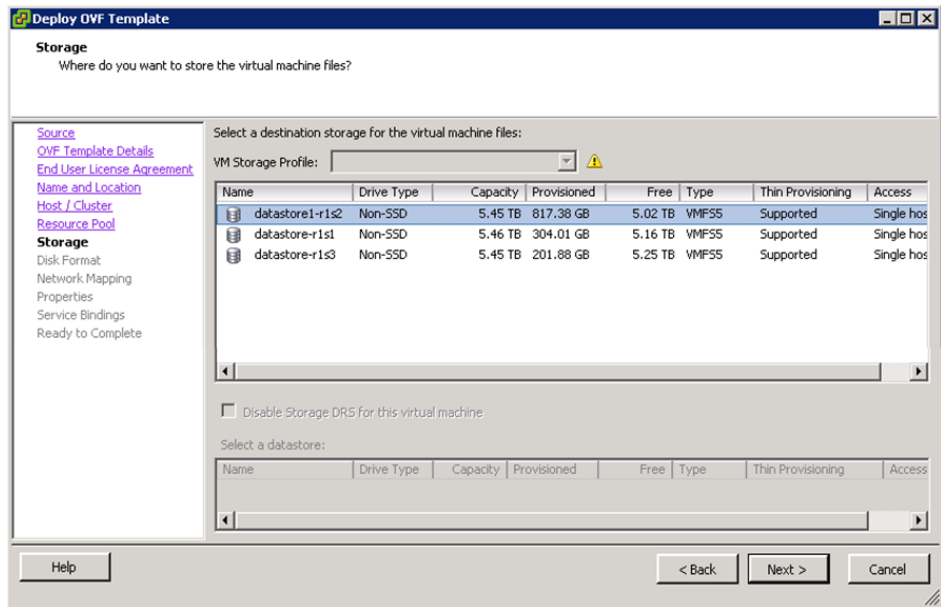 Deploy OVF Template
Storage
Where do you want to store the virtual machine files?
Source
OVF Template Details
End User License Agreement
Name and Location
Host / Cluster
Resource Pool
Storage
Disk Format
Network Mapping
Properties
Service Bindings
Ready to Complete
Select a destination storage for the virtual machine files:
VM Storage Profile:
Name Drive Type Capacity Provisioned Free Type Thin Provisioning Access
datastore1-r1s2 Non-SSD 5.45 TB 817.38 GB 5.02 TB VMFS5 Supported Single hos
datastore-r1s1 Non-SSD 5.46 TB 304.01 GB 5.16 TB VMFS5 Supported Single hos
datastore-r1s3 Non-SSD 5.45 TB 201.88 GB 5.25 TB VMFS5 Supported Single hos
Disable Storage DRS for this virtual machine
Select a datastore:
Name Drive Type Capacity Provisioned Free Type Thin Provisioning Access
Help < Back Next > Cancel